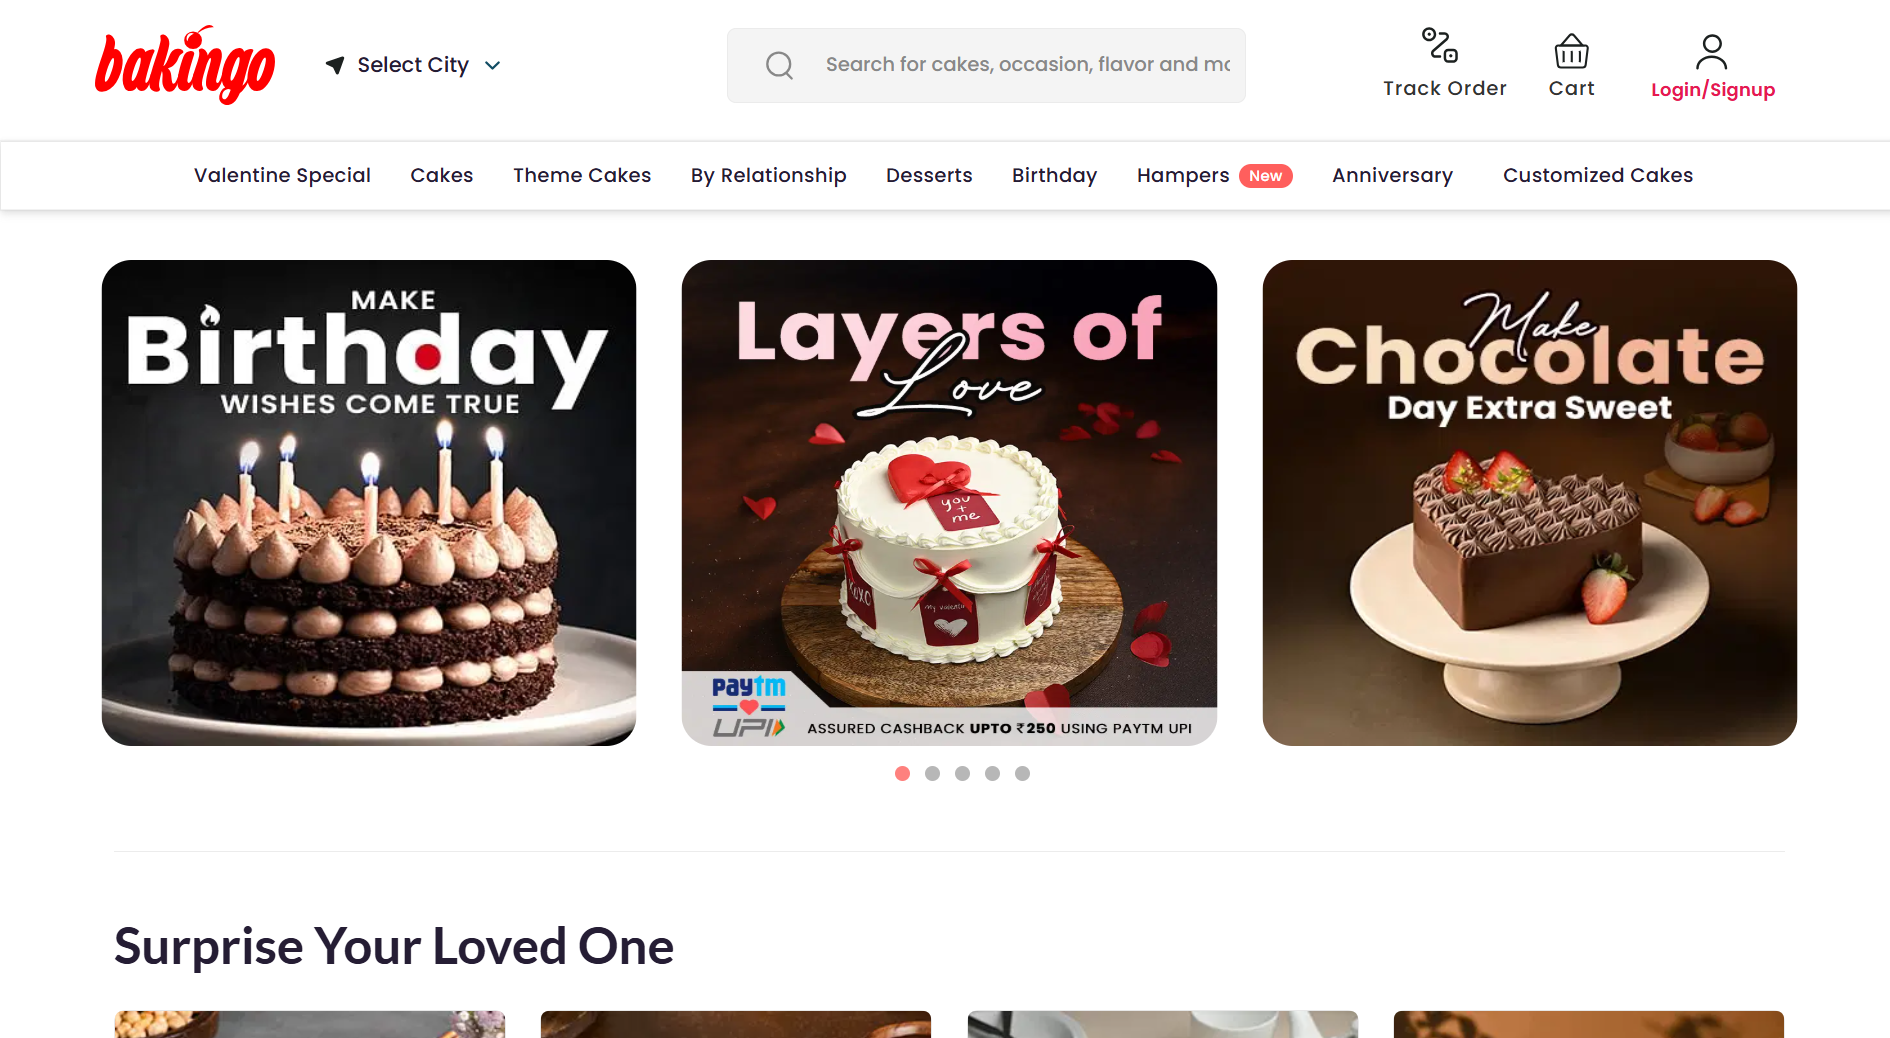 bakingo
Select City
Search for cakes, occasion, flavor and mo
Track Order
Cart
Login/Signup
Valentine Special
Cakes
Theme Cakes
By Relationship
Desserts
Birthday
Hampers New
Anniversary
Customized Cakes
MAKE
Birthday
WISHES COME TRUE
Layers of
Love
you
+
me
XOXO
paytm
UPI
ASSURED CASHBACK UPTO ₹250 USING PAYTM UPI
Make
Chocolate
Day Extra Sweet
Surprise Your Loved One